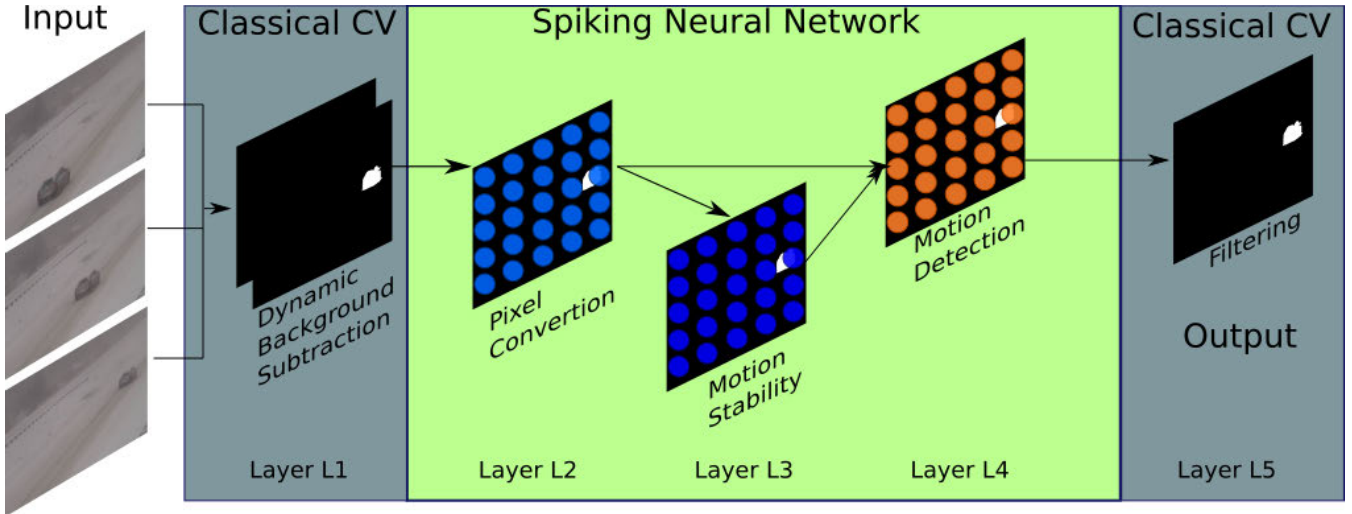 Input
Classical CV
Spiking Neural Network
Classical CV
Dynamic
Background
Subtraction
Pixel
Convertion
Motion
Stability
Motion
Detection
Filtering
Output
Layer L1
Layer L2
Layer L3
Layer L4
Layer L5